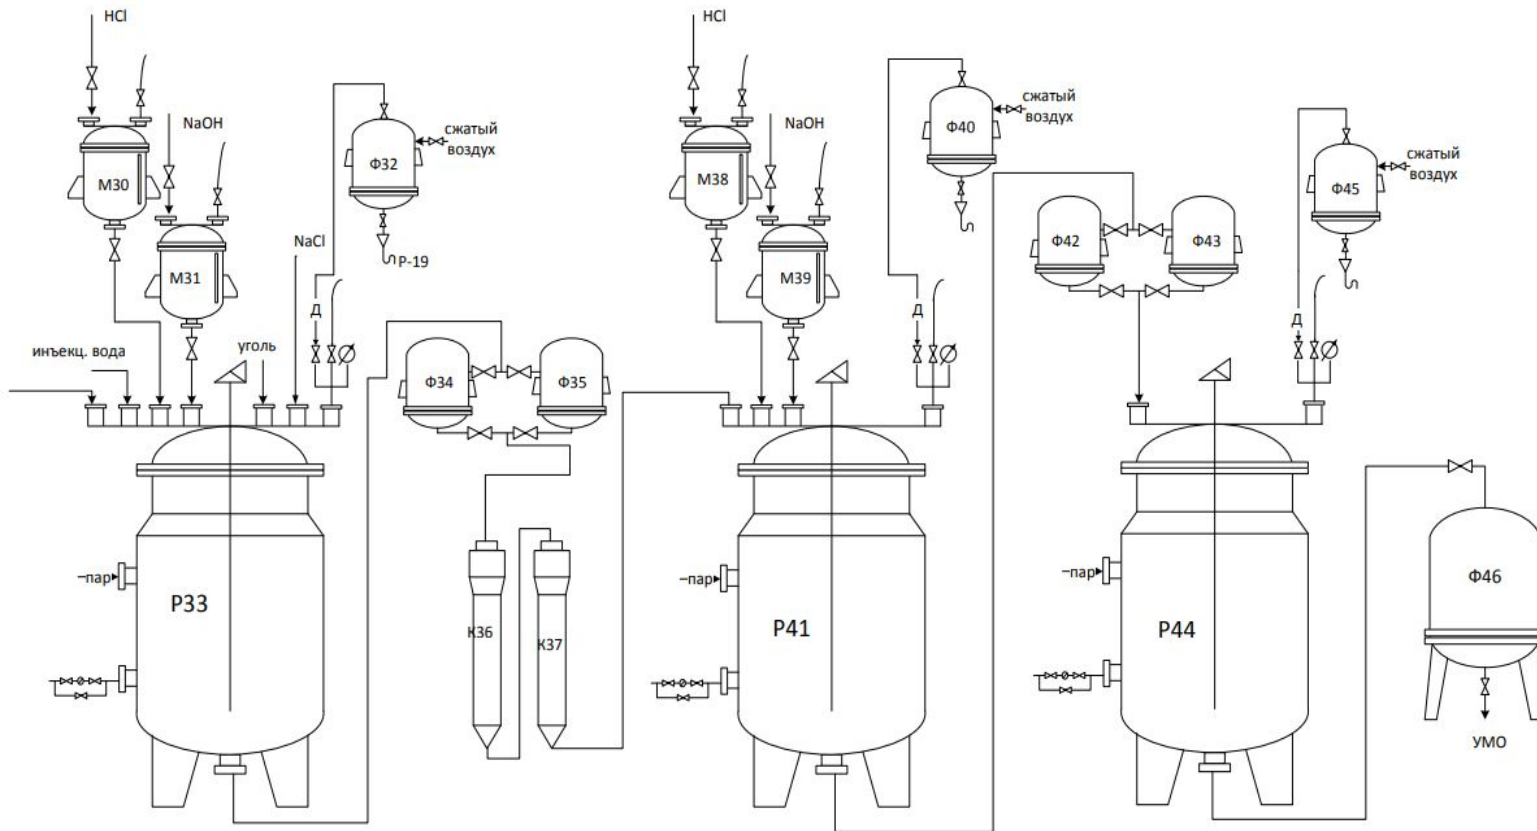 HCl
HCl
сжатый
воздух
Ф40
NaOH
сжатый
воздух
Ф32
NaOH
сжатый
воздух
Ф45
М30
М38
Ф42
Ф43
NaCl
Р-19
М31
М39
Д
Д
Д
инъекц. вода
уголь
Ф34
Ф35
пар
пар
пар
Ф46
Р33
К36
К37
Р41
Р44
УМО